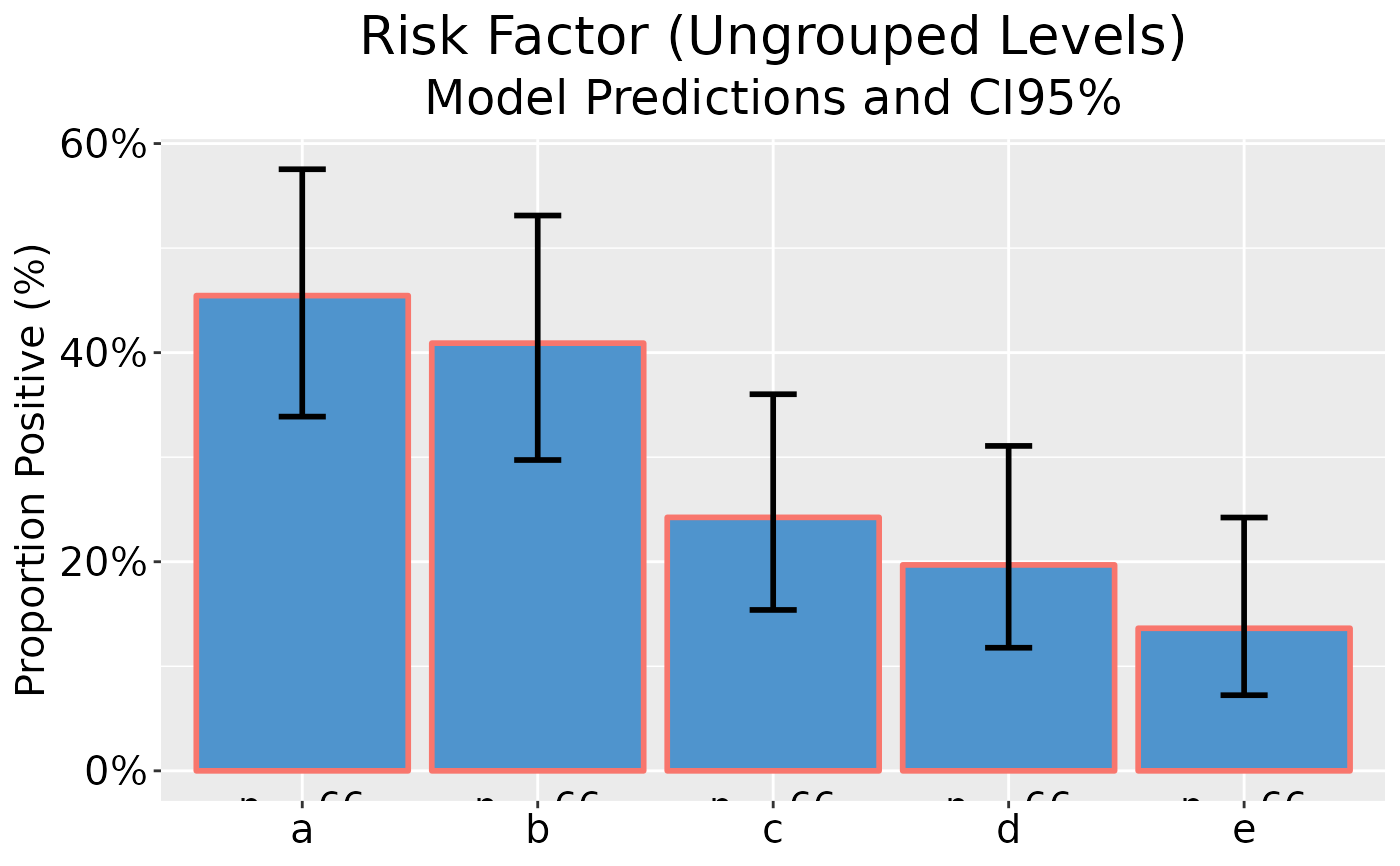 Risk Factor (Ungrouped Levels)
Model Predictions and CI95%
Proportion Positive (%)
60%
40%
20%
0%
a b c d e